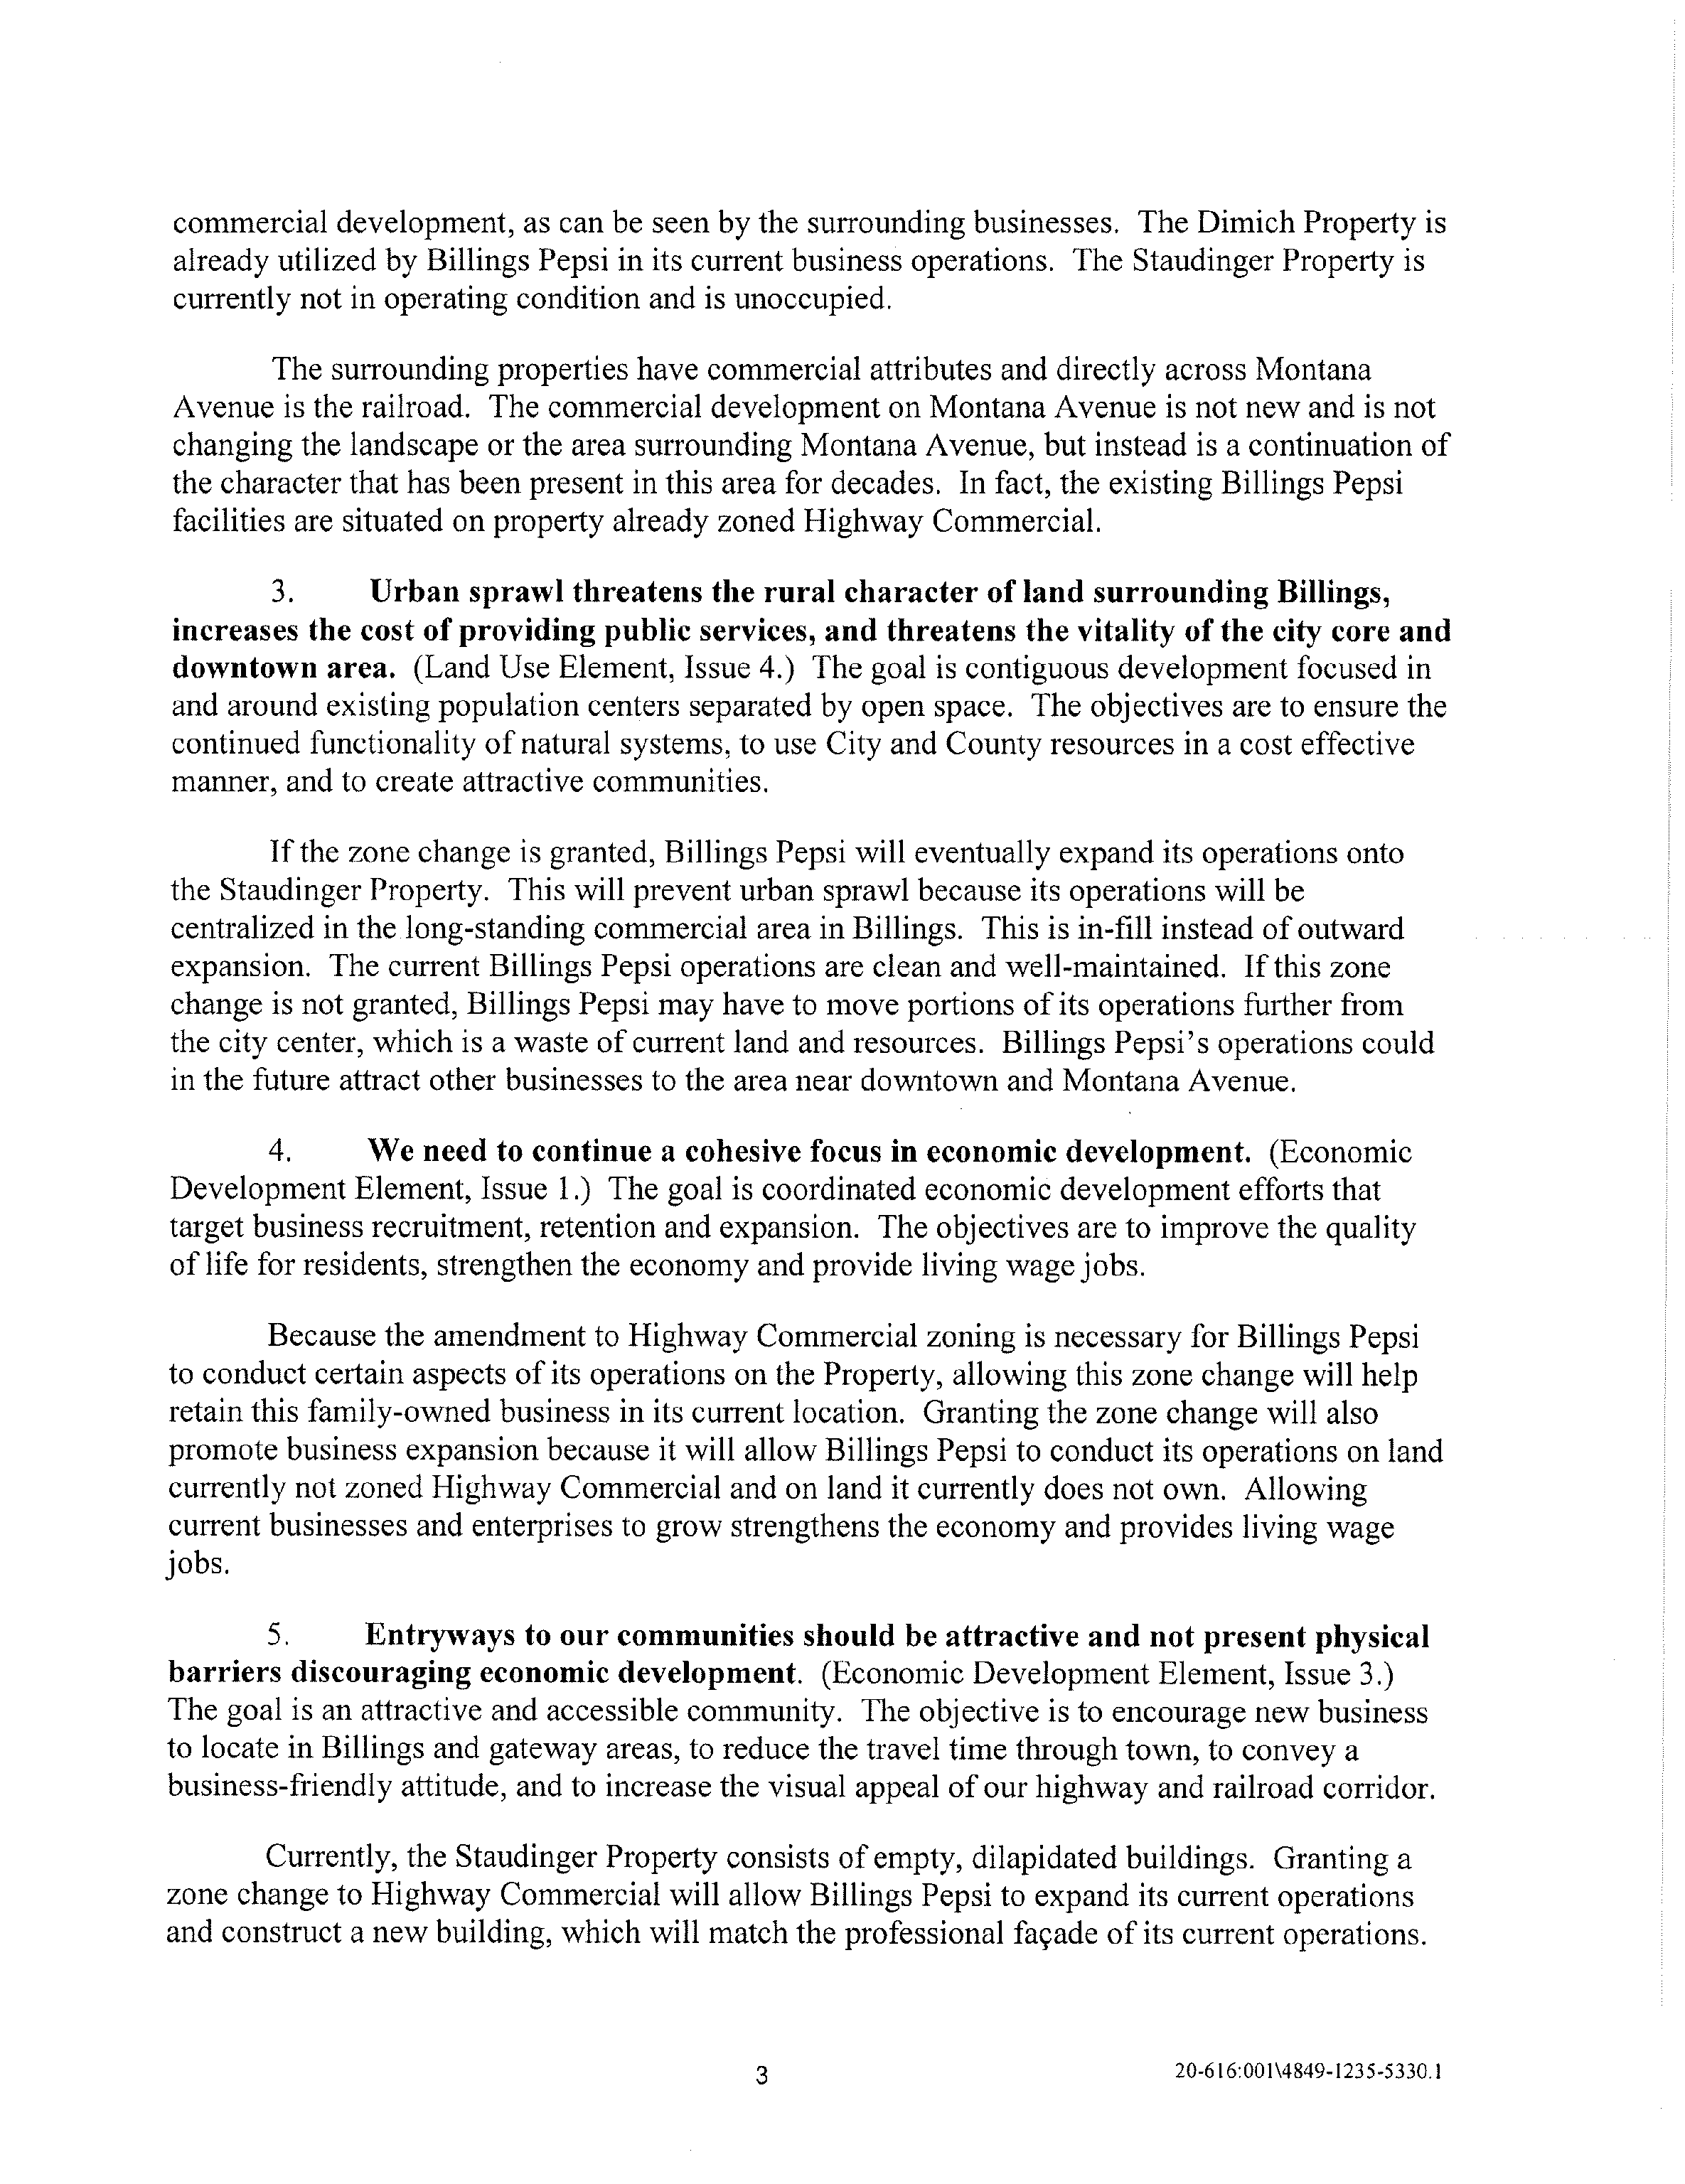 commercial development, as can be seen by the surrounding businesses. The Dimich Property is
already utilized by Billings Pepsi in its current business operations. The Staudinger Property is
currently not in operating condition and is unoccupied.
The surrounding properties have commercial attributes and directly across Montana
Avenue is the railroad. The commercial development on Montana Avenue is not new and is not
changing the landscape or the area surrounding Montana Avenue, but instead is a continuation of
the character that has been present in this area for decades. In fact, the existing Billings Pepsi
facilities are situated on property already zoned Highway Commercial.
3. Urban sprawl threatens the rural character of land surrounding Billings,
increases the cost of providing public services, and threatens the vitality of the city core and
downtown area. (Land Use Element, Issue 4.) The goal is contiguous development focused in
and around existing population centers separated by open space. The objectives are to ensure the
continued functionality of natural systems, to use City and County resources in a cost effective
manner, and to create attractive communities.
If the zone change is granted, Billings Pepsi will eventually expand its operations onto
the Staudinger Property. This will prevent urban sprawl because its operations will be
centralized in the long-standing commercial area in Billings. This is in-fill instead of outward
expansion. The current Billings Pepsi operations are clean and well-maintained. If this zone
change is not granted, Billings Pepsi may have to move portions of its operations further from
the city center, which is a waste of current land and resources. Billings Pepsi's operations could
in the future attract other businesses to the area near downtown and Montana Avenue.
4. We need to continue a cohesive focus in economic development. (Economic
Development Element, Issue 1.) The goal is coordinated economic development efforts that
target business recruitment, retention and expansion. The objectives are to improve the quality
of life for residents, strengthen the economy and provide living wage jobs.
Because the amendment to Highway Commercial zoning is necessary for Billings Pepsi
to conduct certain aspects of its operations on the Property, allowing this zone change will help
retain this family-owned business in its current location. Granting the zone change will also
promote business expansion because it will allow Billings Pepsi to conduct its operations on land
currently not zoned Highway Commercial and on land it currently does not own. Allowing
current businesses and enterprises to grow strengthens the economy and provides living wage
jobs.
5. Entryways to our communities should be attractive and not present physical
barriers discouraging economic development. (Economic Development Element, Issue 3.)
The goal is an attractive and accessible community. The objective is to encourage new business
to locate in Billings and gateway areas, to reduce the travel time through town, to convey a
business-friendly attitude, and to increase the visual appeal of our highway and railroad corridor.
Currently, the Staudinger Property consists of empty, dilapidated buildings. Granting a
zone change to Highway Commercial will allow Billings Pepsi to expand its current operations
and construct a new building, which will match the professional façade of its current operations.
3
20-616:001\4849-1235-5330.1